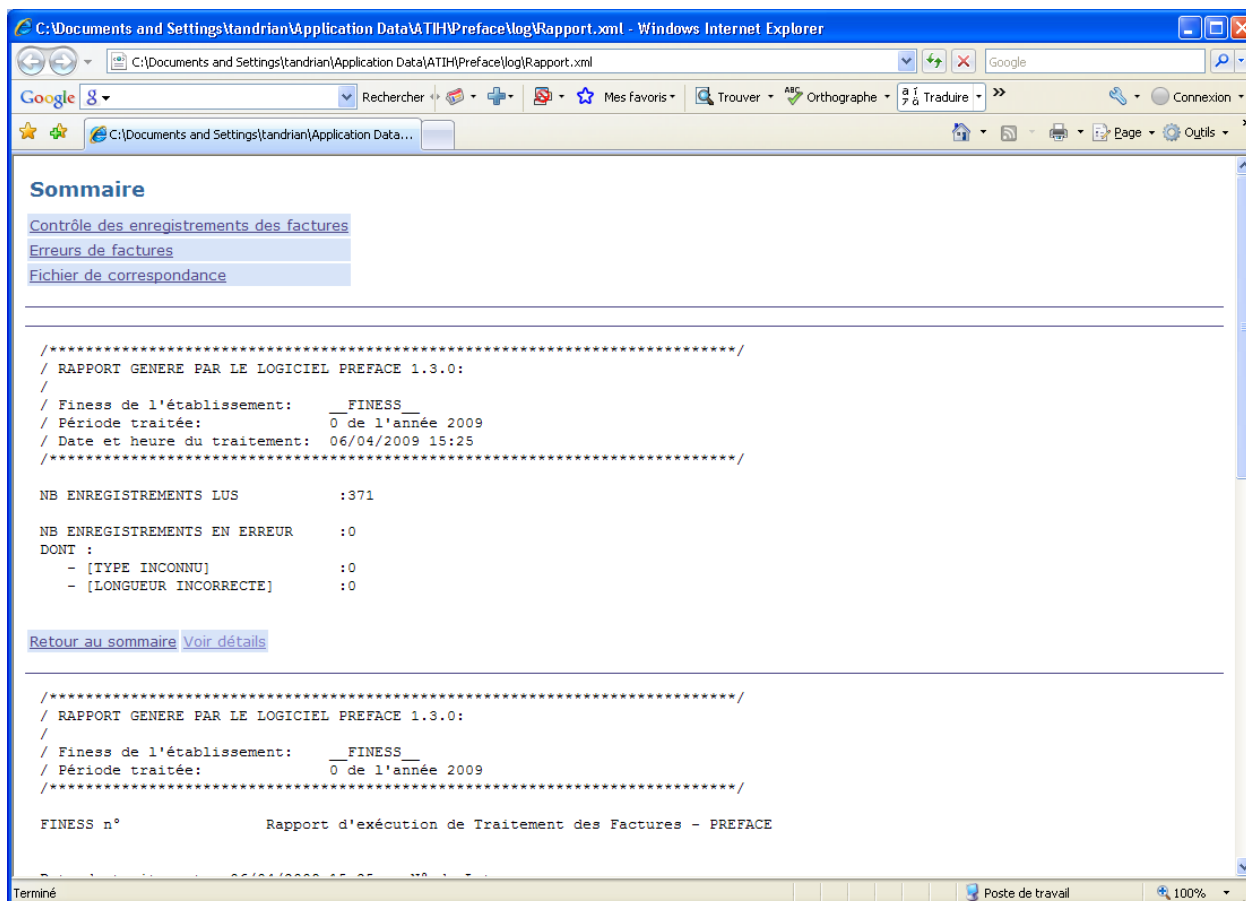 C:\Documents and Settings\tandrian\Application Data\ATIH\Preface\log\Rapport.xml - Windows Internet Explorer
C:\Documents and Settings\tandrian\Application Data\ATIH\Preface\log\Rapport.xml Google
Google Rechercher Mes favoris Trouver Orthographe Traduire Connexion
C:\Documents and Settings\tandrian\Application Data... Page Outils
Sommaire
Contrôle des enregistrements des factures
Erreurs de factures
Fichier de correspondance
/****************************************************************************/
/ RAPPORT GENERE PAR LE LOGICIEL PREFACE 1.3.0:
/
/ Finess de l'établissement: __FINESS__
/ Période traitée: 0 de l'année 2009
/ Date et heure du traitement: 06/04/2009 15:25
/****************************************************************************/
NB ENREGISTREMENTS LUS :371
NB ENREGISTREMENTS EN ERREUR :0
DONT :
- [TYPE INCONNU] :0
- [LONGUEUR INCORRECTE] :0
Retour au sommaire Voir détails
/****************************************************************************/
/ RAPPORT GENERE PAR LE LOGICIEL PREFACE 1.3.0:
/
/ Finess de l'établissement: __FINESS__
/ Période traitée: 0 de l'année 2009
/****************************************************************************/
FINESS n° Rapport d'exécution de Traitement des Factures - PREFACE
Terminé Poste de travail 100%